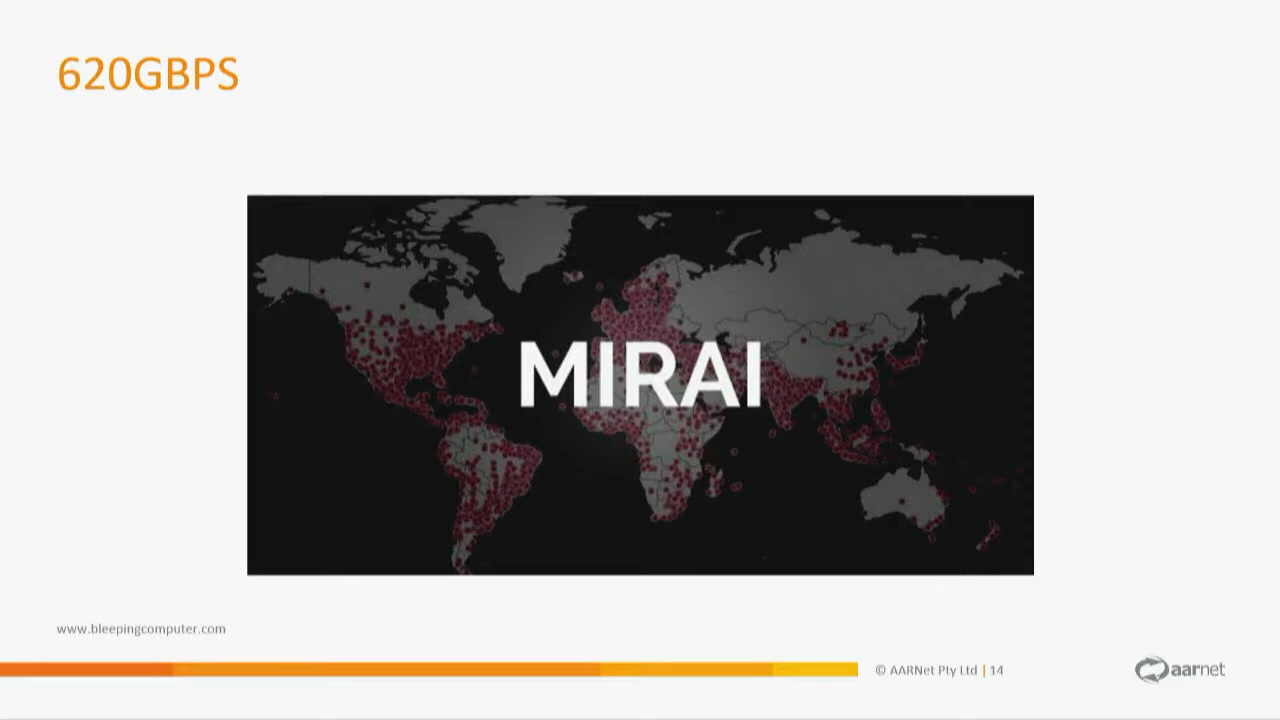 620GBPS
MIRAI
www.bleepingcomputer.com
© AARNet Pty Ltd | 14
aarnet